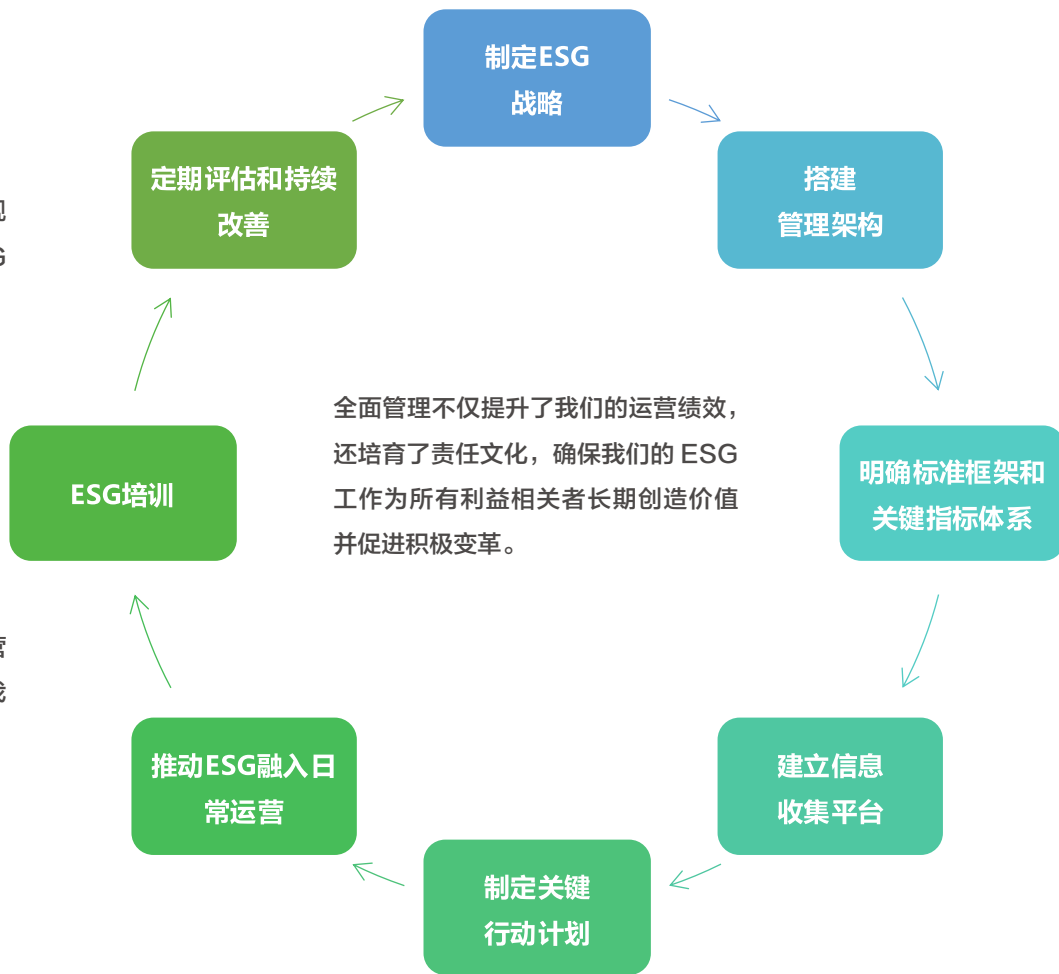 制定ESG
战略
搭建
管理架构
明确标准框架和
关键指标体系
建立信息
收集平台
制定关键
行动计划
推动ESG融入日
常运营
ESG培训
定期评估和持续
改善
全面管理不仅提升了我们的运营绩效，
还培育了责任文化，确保我们的 ESG
工作为所有利益相关者长期创造价值
并促进积极变革。